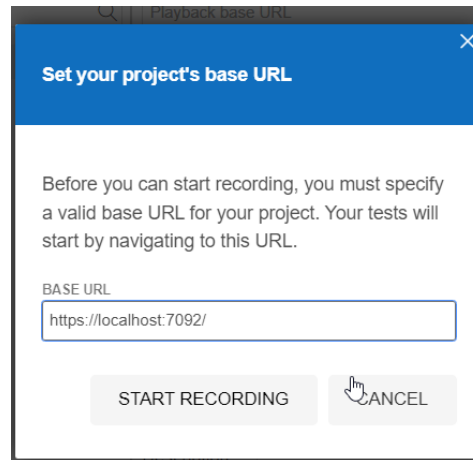 Playback base URL
Set your project's base URL
Before you can start recording, you must specify
a valid base URL for your project. Your tests will
start by navigating to this URL.
BASE URL
https://localhost:7092/
START RECORDING
CANCEL